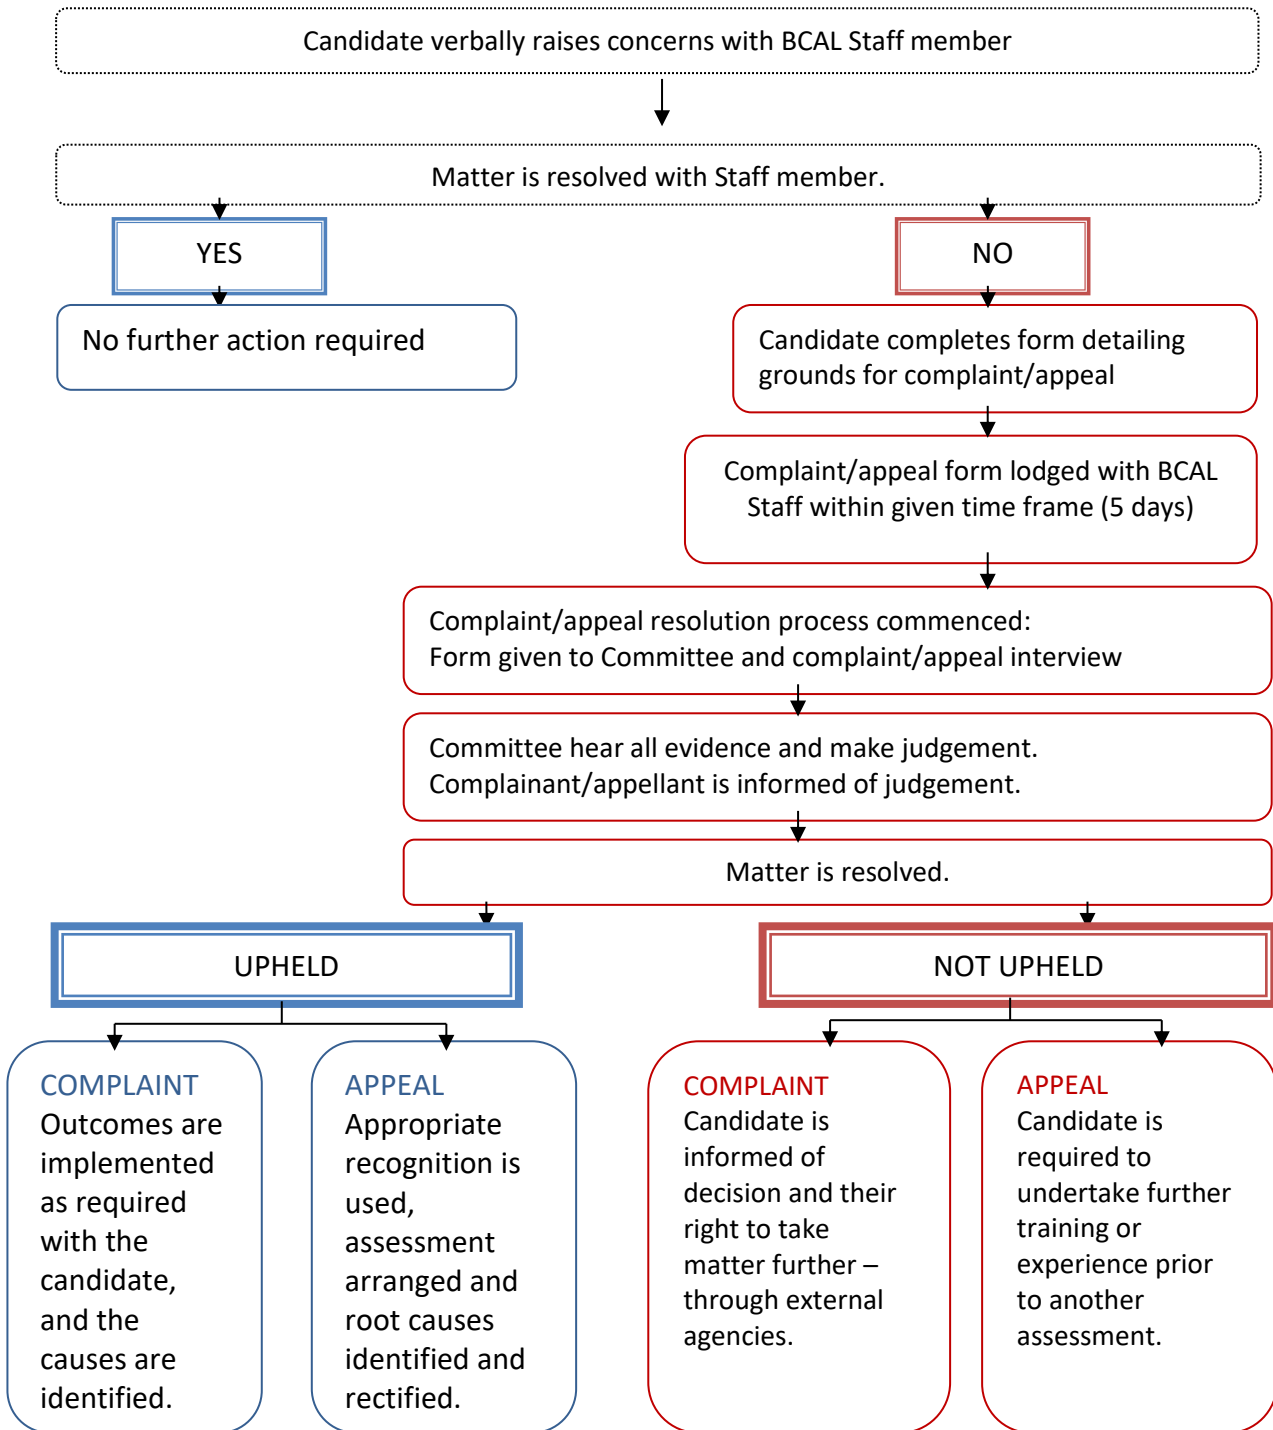 Candidate verbally raises concerns with BCAL Staff member
Matter is resolved with Staff member.
YES
NO
No further action required
Candidate completes form detailing
grounds for complaint/appeal
Complaint/appeal form lodged with BCAL
Staff within given time frame (5 days)
Complaint/appeal resolution process commenced:
Form given to Committee and complaint/appeal interview
Committee hear all evidence and make judgement.
Complainant/appellant is informed of judgement.
Matter is resolved.
UPHELD
NOT UPHELD
COMPLAINT
Outcomes are
implemented
as required
with the
candidate,
and the
causes are
identified.
APPEAL
Appropriate
recognition is
used,
assessment
arranged and
root causes
identified and
rectified.
COMPLAINT
Candidate is
informed of
decision and their
right to take
matter further –
through external
agencies.
APPEAL
Candidate is
required to
undertake further
training or
experience prior
to another
assessment.